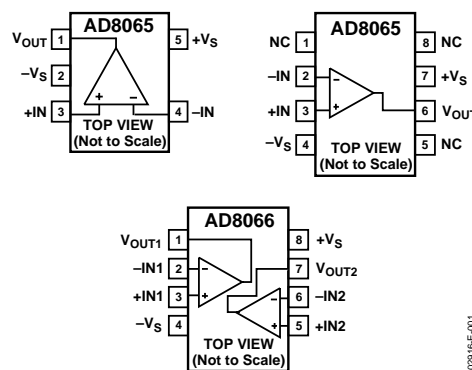 AD8065
VOUT 1
5 +VS
–VS 2
+IN 3
+ –
4 –IN
TOP VIEW
(Not to Scale)
AD8065
NC 1
8 NC
–IN 2
–
7 +VS
+IN 3
+
6 VOUT
–VS 4
5 NC
TOP VIEW
(Not to Scale)
AD8066
VOUT1 1
8 +VS
–IN1 2
–
7 VOUT2
+IN1 3
+
–
6 –IN2
–VS 4
+
5 +IN2
TOP VIEW
(Not to Scale)
02916-E-001